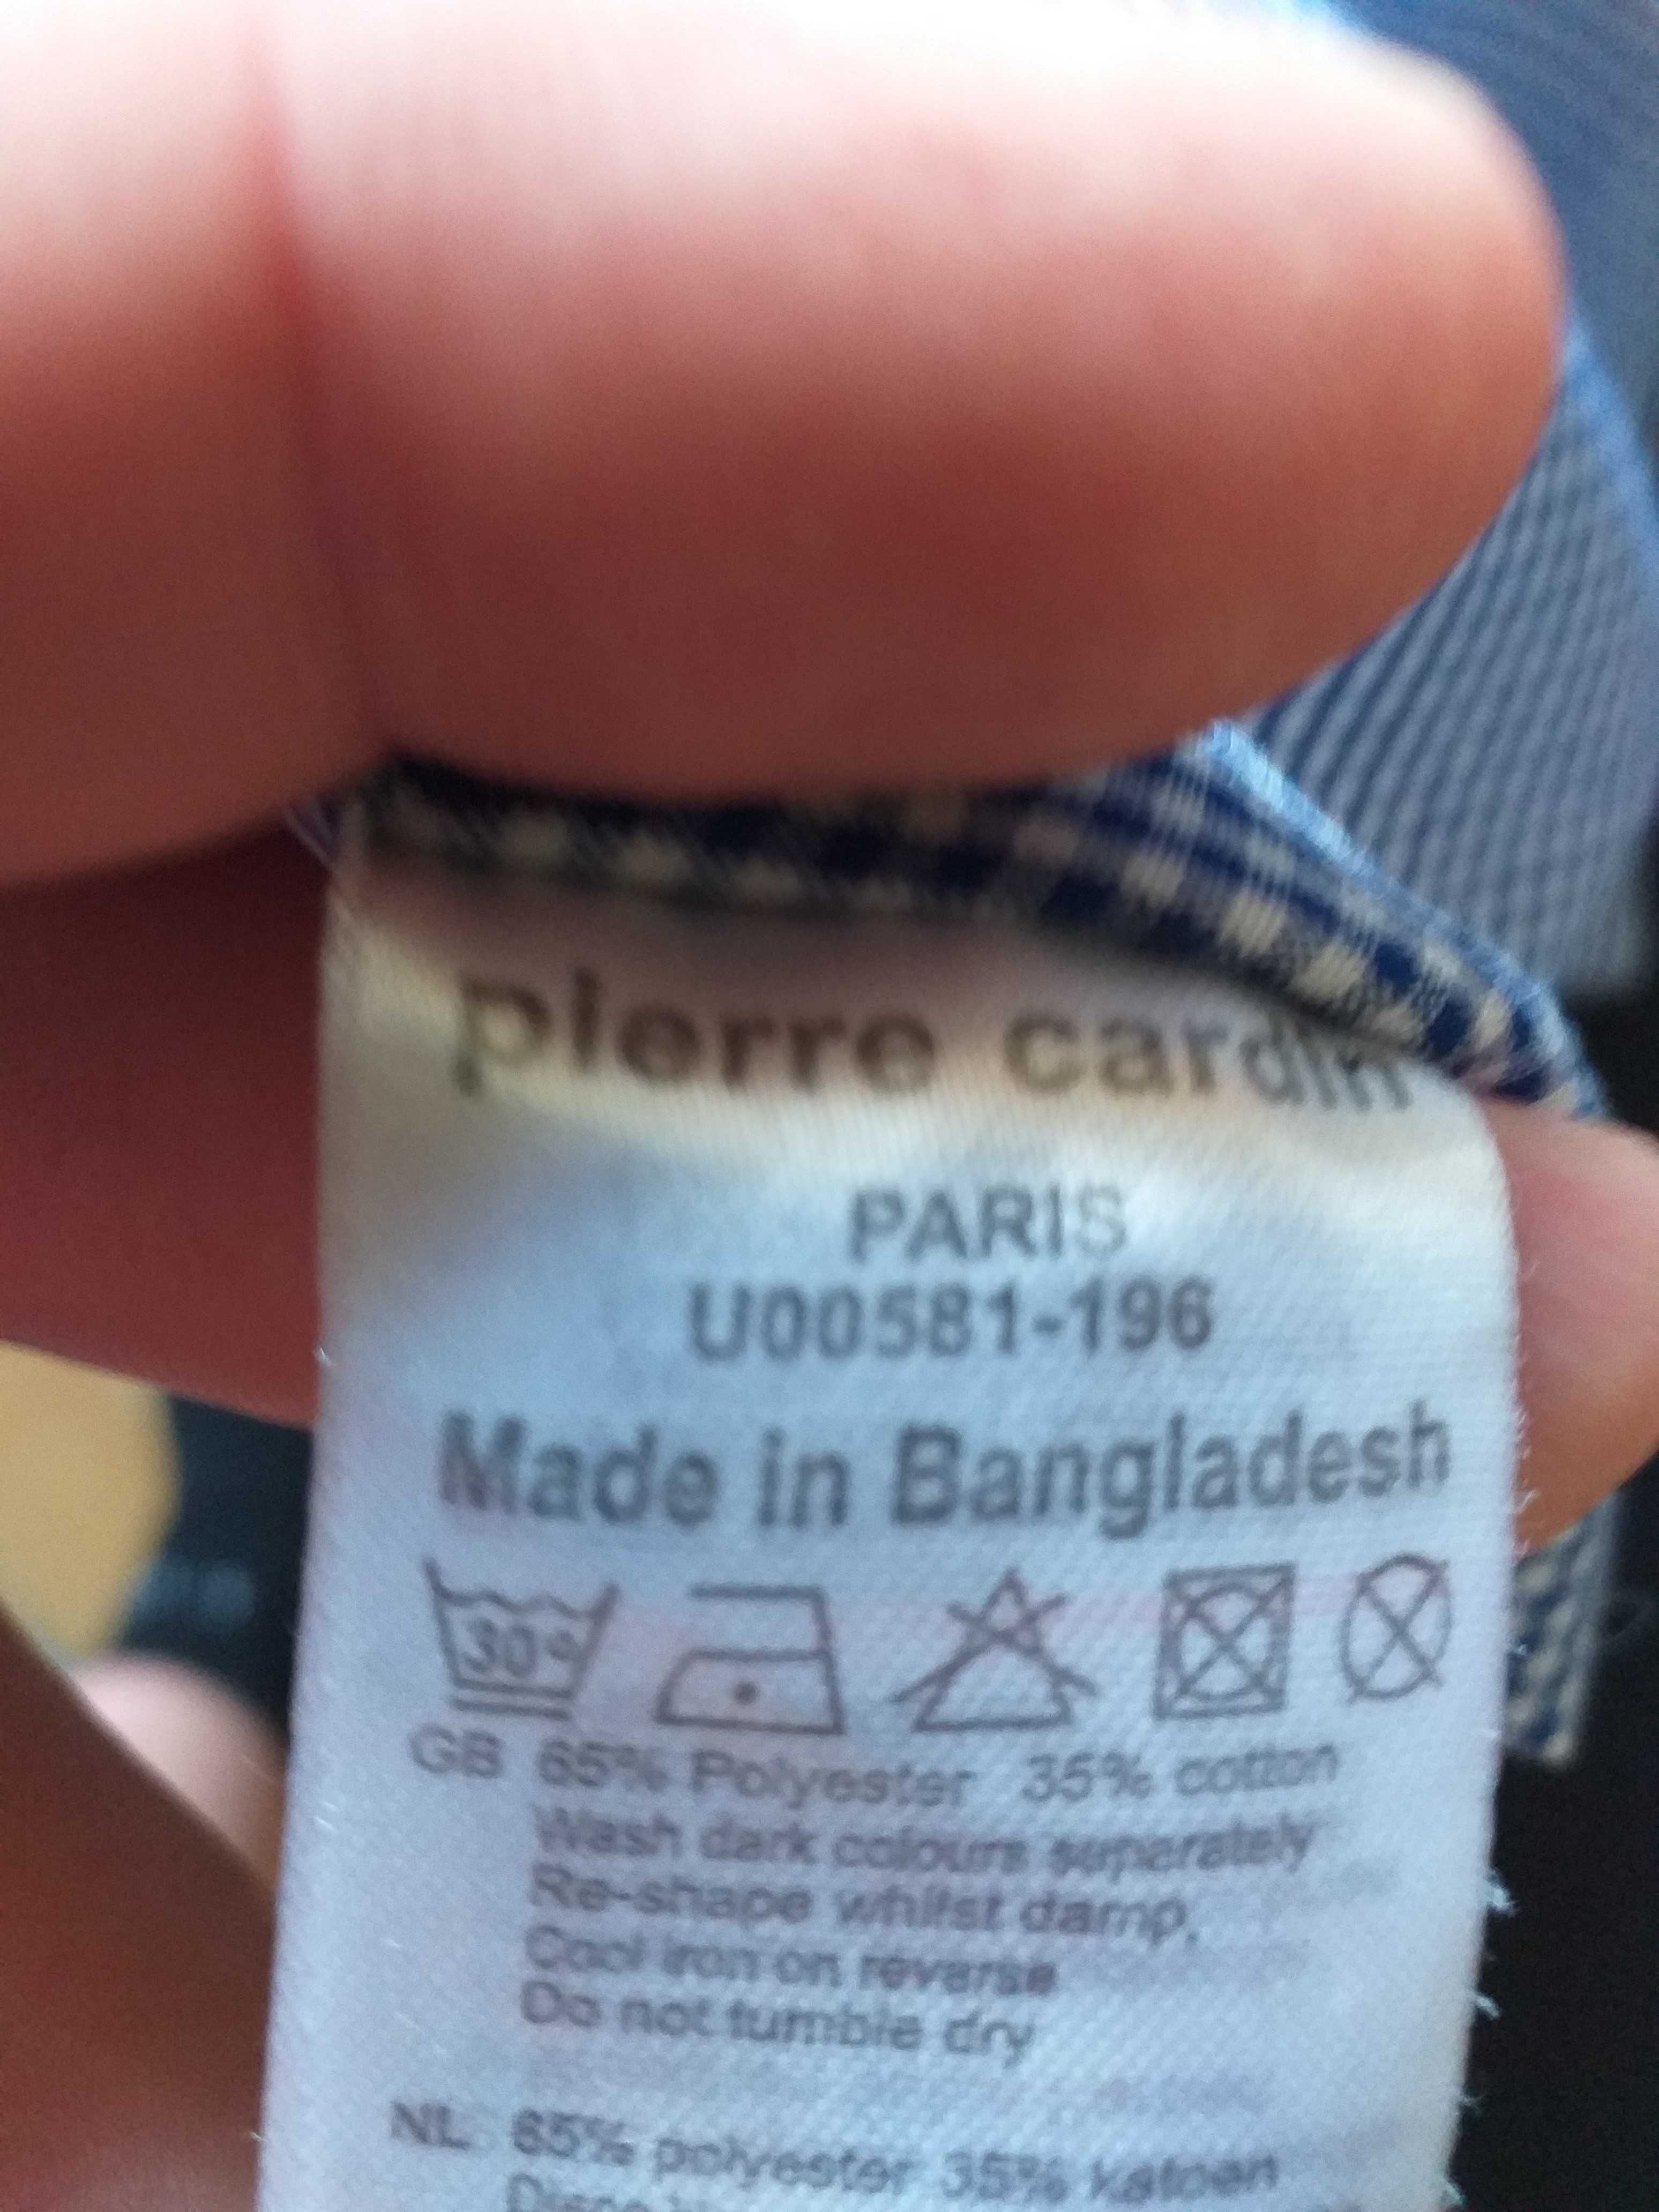 pierre cardin
PARIS
U00581-196
Made in Bangladesh
30°
GB 65% Polyester 35% cotton
Wash dark colours separately
Re-shape whilst damp,
Cool iron on reverse
Do not tumble dry
NL 65% polyester 35% katoen